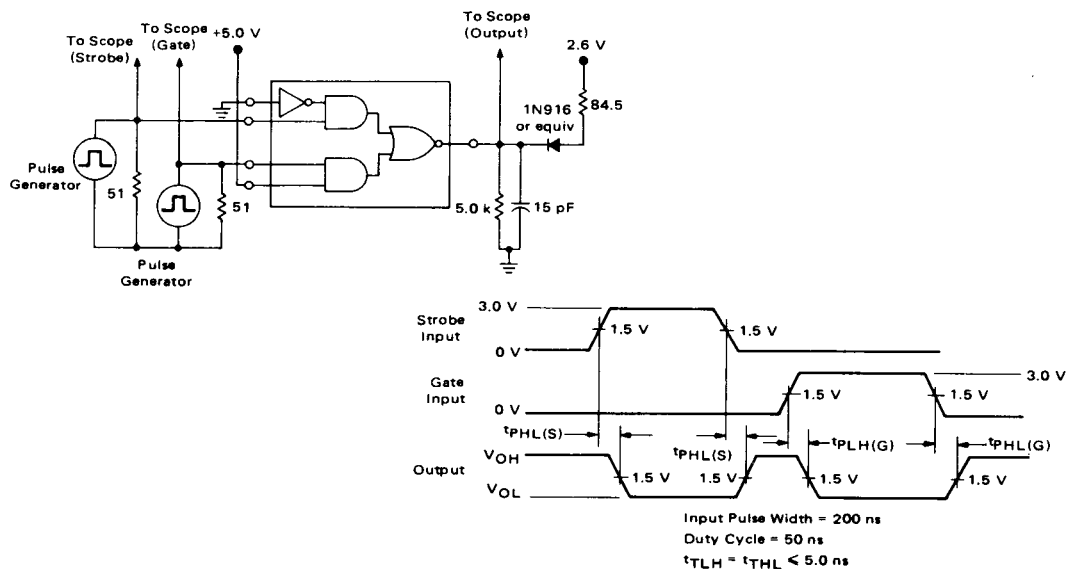 To Scope
(Strobe)
To Scope
(Gate)
+5.0 V
To Scope
(Output)
2.6 V
1N916
or equiv
84.5
Pulse
Generator
51
51
5.0 k
15 pF
Pulse
Generator
Strobe
Input
3.0 V
0 V
1.5 V
1.5 V
Gate
Input
0 V
1.5 V
3.0 V
1.5 V
tPHL(S)
tPHL(S)
tPLH(G)
tPHL(G)
Output
VOH
VOL
1.5 V
1.5 V
1.5 V
1.5 V
Input Pulse Width = 200 ns
Duty Cycle = 50 ns
tTLH = tTHL ≤ 5.0 ns